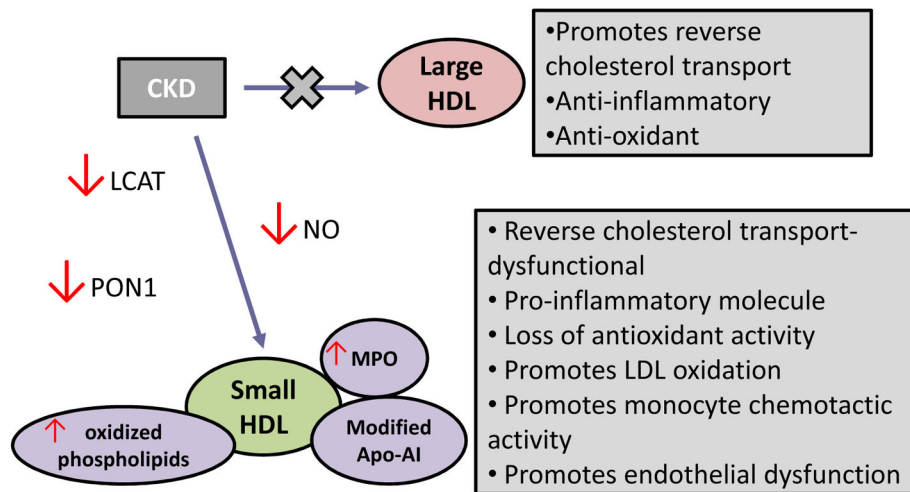 CKD
Large
HDL
•Promotes reverse
cholesterol transport
•Anti-inflammatory
•Anti-oxidant
LCAT
NO
PON1
MPO
Small
HDL
oxidized
phospholipids
Modified
Apo-AI
• Reverse cholesterol transport-
dysfunctional
• Pro-inflammatory molecule
• Loss of antioxidant activity
• Promotes LDL oxidation
• Promotes monocyte chemotactic
activity
• Promotes endothelial dysfunction